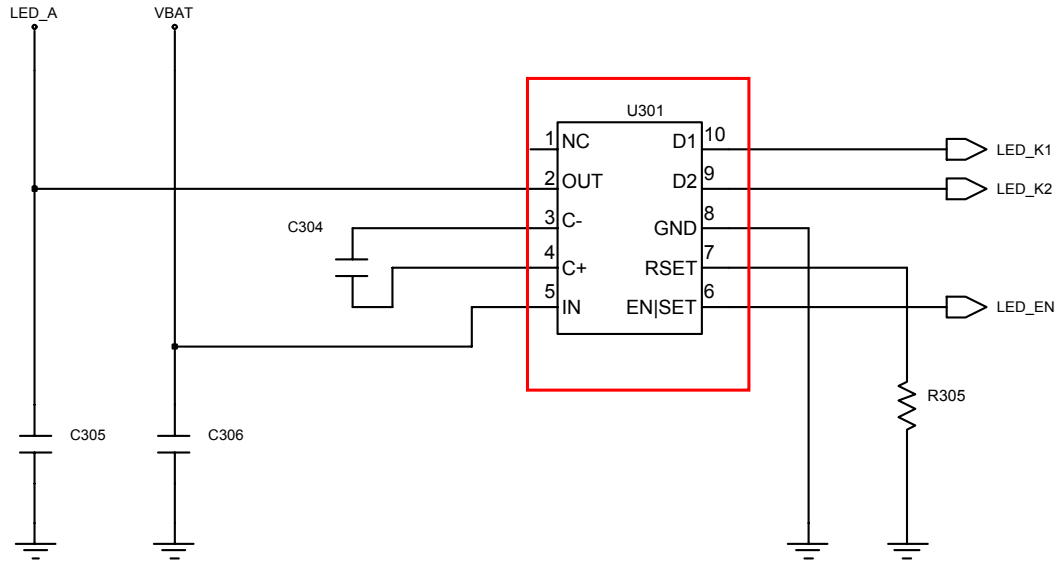 LED_A
VBAT
U301
1 NC D1 10
2 OUT D2 9
3 C- GND 8
4 C+ RSET 7
5 IN EN|SET 6
LED_K1
LED_K2
LED_EN
C304
R305
C305
C306